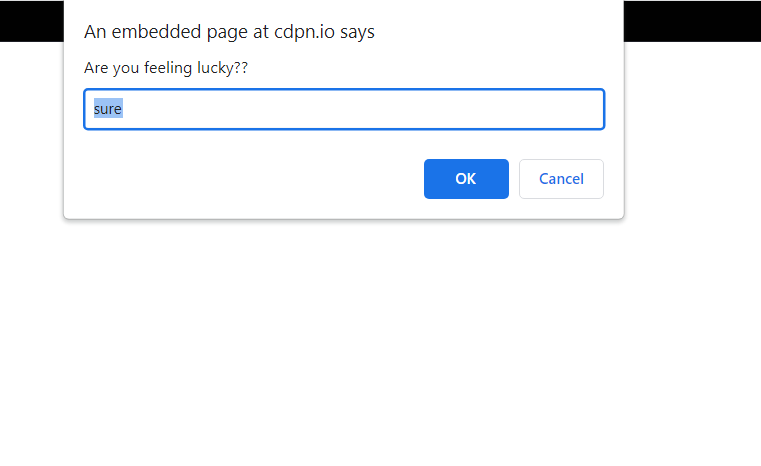 An embedded page at cdpn.io says
Are you feeling lucky??
sure
OK Cancel